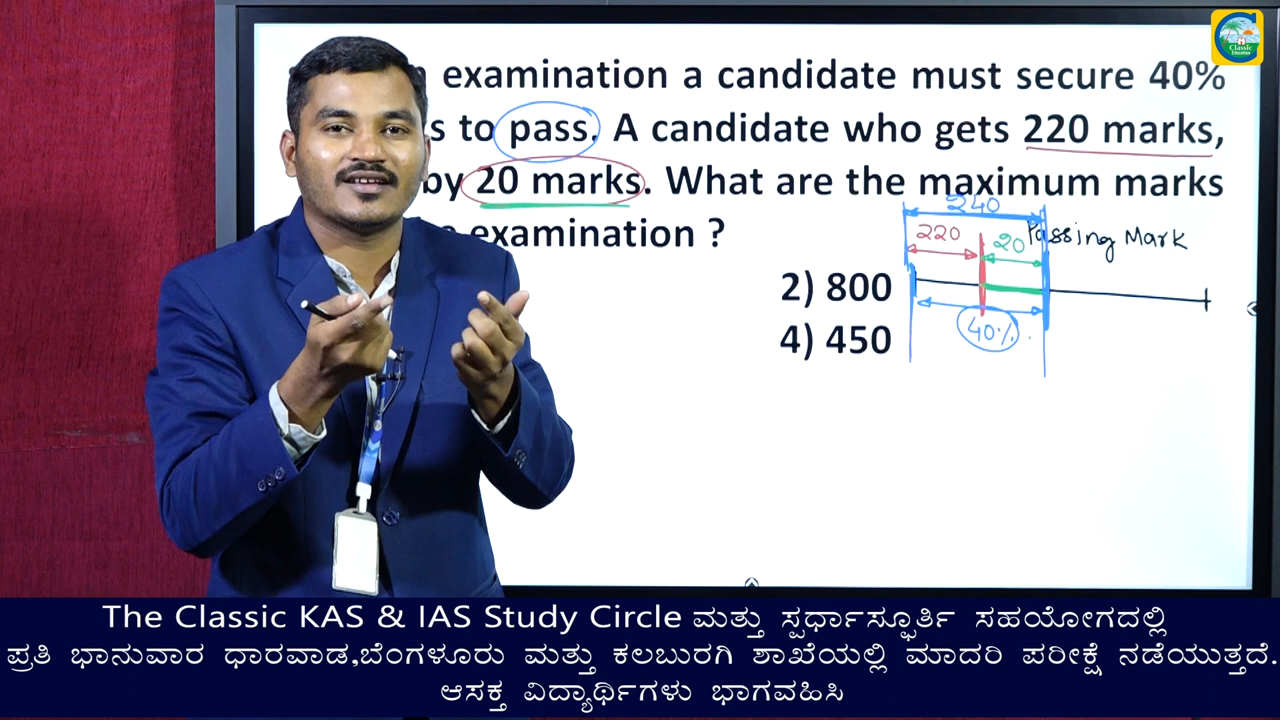 Classic
Education
examination a candidate must secure 40%
s to pass. A candidate who gets 220 marks,
by 20 marks. What are the maximum marks
examination ?
240
220
20
Passing Mark
40%
2) 800
4) 450
The Classic KAS & IAS Study Circle ಮತ್ತು ಸ್ಪರ್ಧಾಸ್ಫೂರ್ತಿ ಸಹಯೋಗದಲ್ಲಿ
ಪ್ರತಿ ಭಾನುವಾರ ಧಾರವಾಡ,ಬೆಂಗಳೂರು ಮತ್ತು ಕಲಬುರಗಿ ಶಾಖೆಯಲ್ಲಿ ಮಾದರಿ ಪರೀಕ್ಷೆ ನಡೆಯುತ್ತದೆ.
ಆಸಕ್ತ ವಿದ್ಯಾರ್ಥಿಗಳು ಭಾಗವಹಿಸಿ